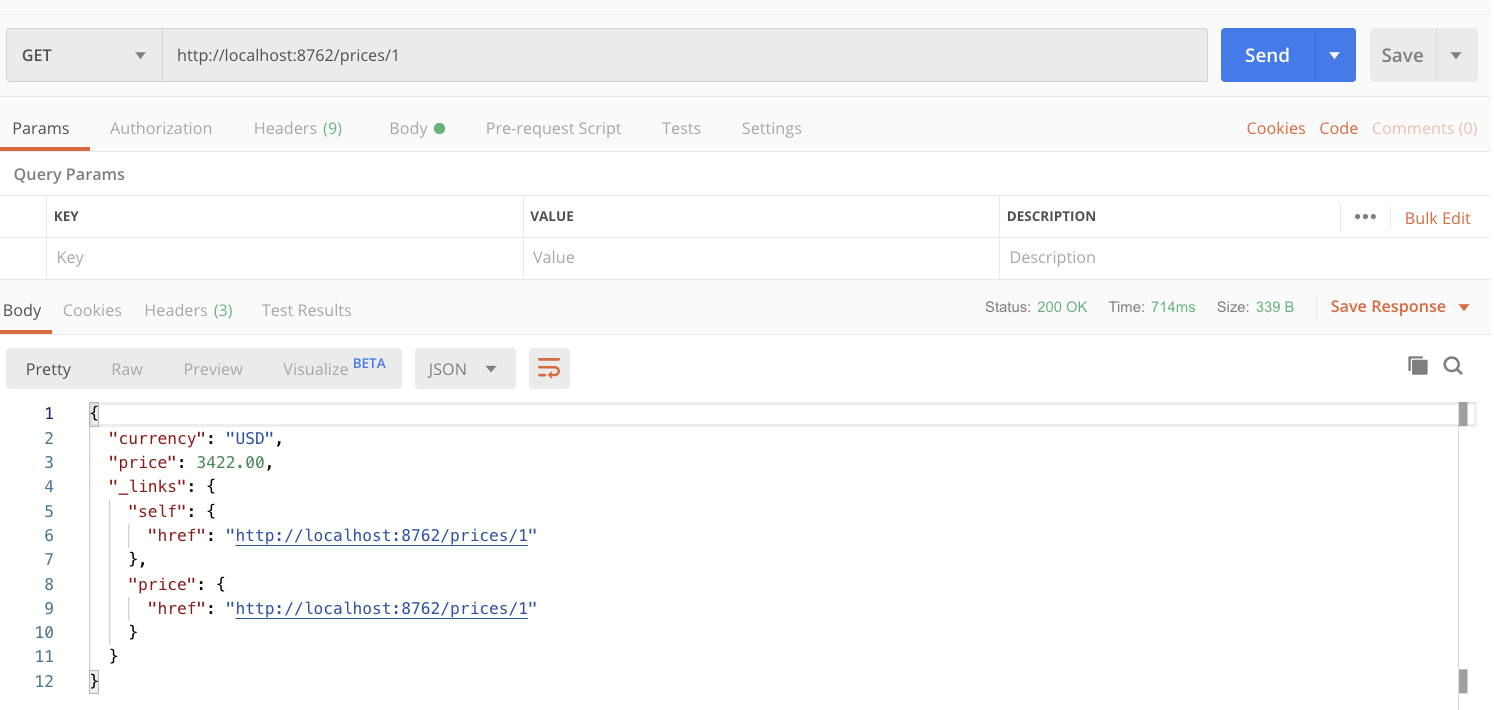 GET http://localhost:8762/prices/1 Send Save
Params Authorization Headers (9) Body Pre-request Script Tests Settings Cookies Code Comments (0)
Query Params
KEY VALUE DESCRIPTION ••• Bulk Edit
Key Value Description
Body Cookies Headers (3) Test Results Status: 200 OK Time: 714ms Size: 339 B Save Response
Pretty Raw Preview Visualize BETA JSON
1 {
2 "currency": "USD",
3 "price": 3422.00,
4 "_links": {
5 "self": {
6 "href": "http://localhost:8762/prices/1"
7 },
8 "price": {
9 "href": "http://localhost:8762/prices/1"
10 }
11 }
12 }